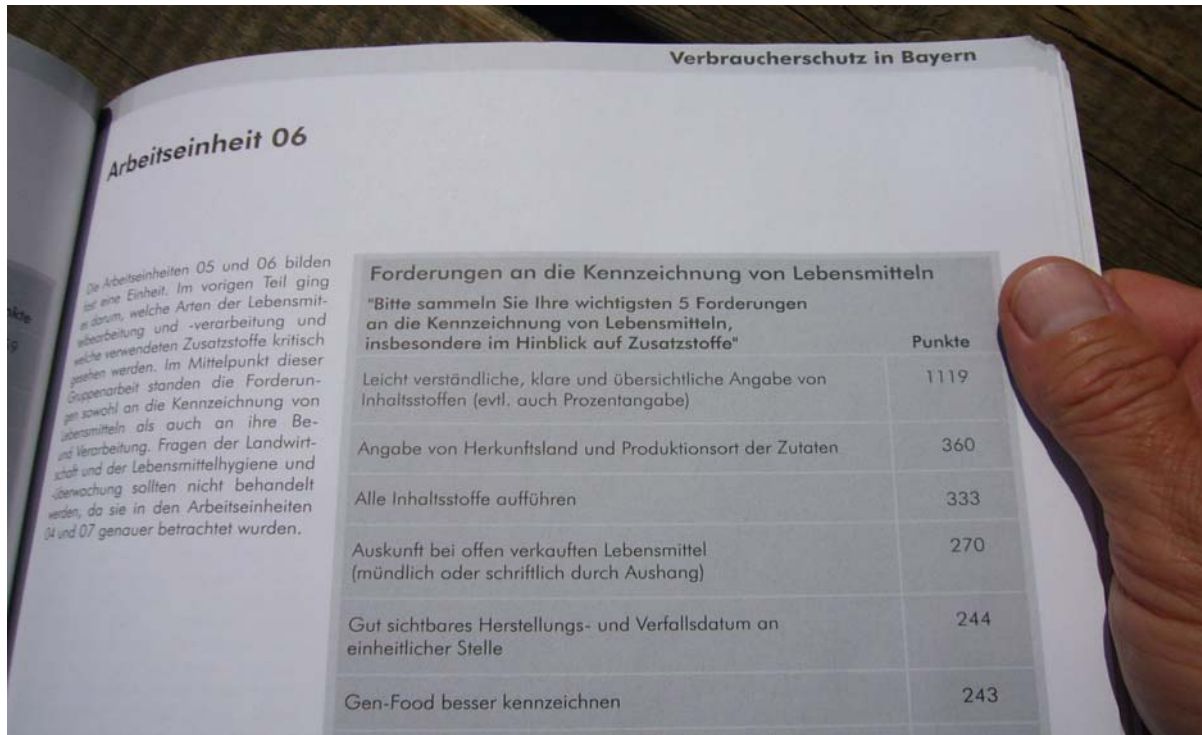 Verbraucherschutz in Bayern
Arbeitseinheit 06
Die Arbeitseinheiten 05 und 06 bilden
fast eine Einheit. Im vorigen Teil ging
es darum, welche Arten der Lebensmit-
telbearbeitung und -verarbeitung und
welche verwendeten Zusatzstoffe kritisch
gesehen werden. Im Mittelpunkt dieser
Gruppenarbeit standen die Forderun-
gen sowohl an die Kennzeichnung von
Lebensmitteln als auch an ihre Be-
und Verarbeitung. Fragen der Landwirt-
schaft und der Lebensmittelhygiene und
-überwachung sollten nicht behandelt
werden, da sie in den Arbeitseinheiten
04 und 07 genauer betrachtet wurden.
Forderungen an die Kennzeichnung von Lebensmitteln
"Bitte sammeln Sie Ihre wichtigsten 5 Forderungen
an die Kennzeichnung von Lebensmitteln,
insbesondere im Hinblick auf Zusatzstoffe" Punkte
Leicht verständliche, klare und übersichtliche Angabe von 1119
Inhaltsstoffen (evtl. auch Prozentangabe)
Angabe von Herkunftsland und Produktionsort der Zutaten 360
Alle Inhaltsstoffe aufführen 333
Auskunft bei offen verkauften Lebensmittel 270
(mündlich oder schriftlich durch Aushang)
Gut sichtbares Herstellungs- und Verfallsdatum an 244
einheitlicher Stelle
Gen-Food besser kennzeichnen 243